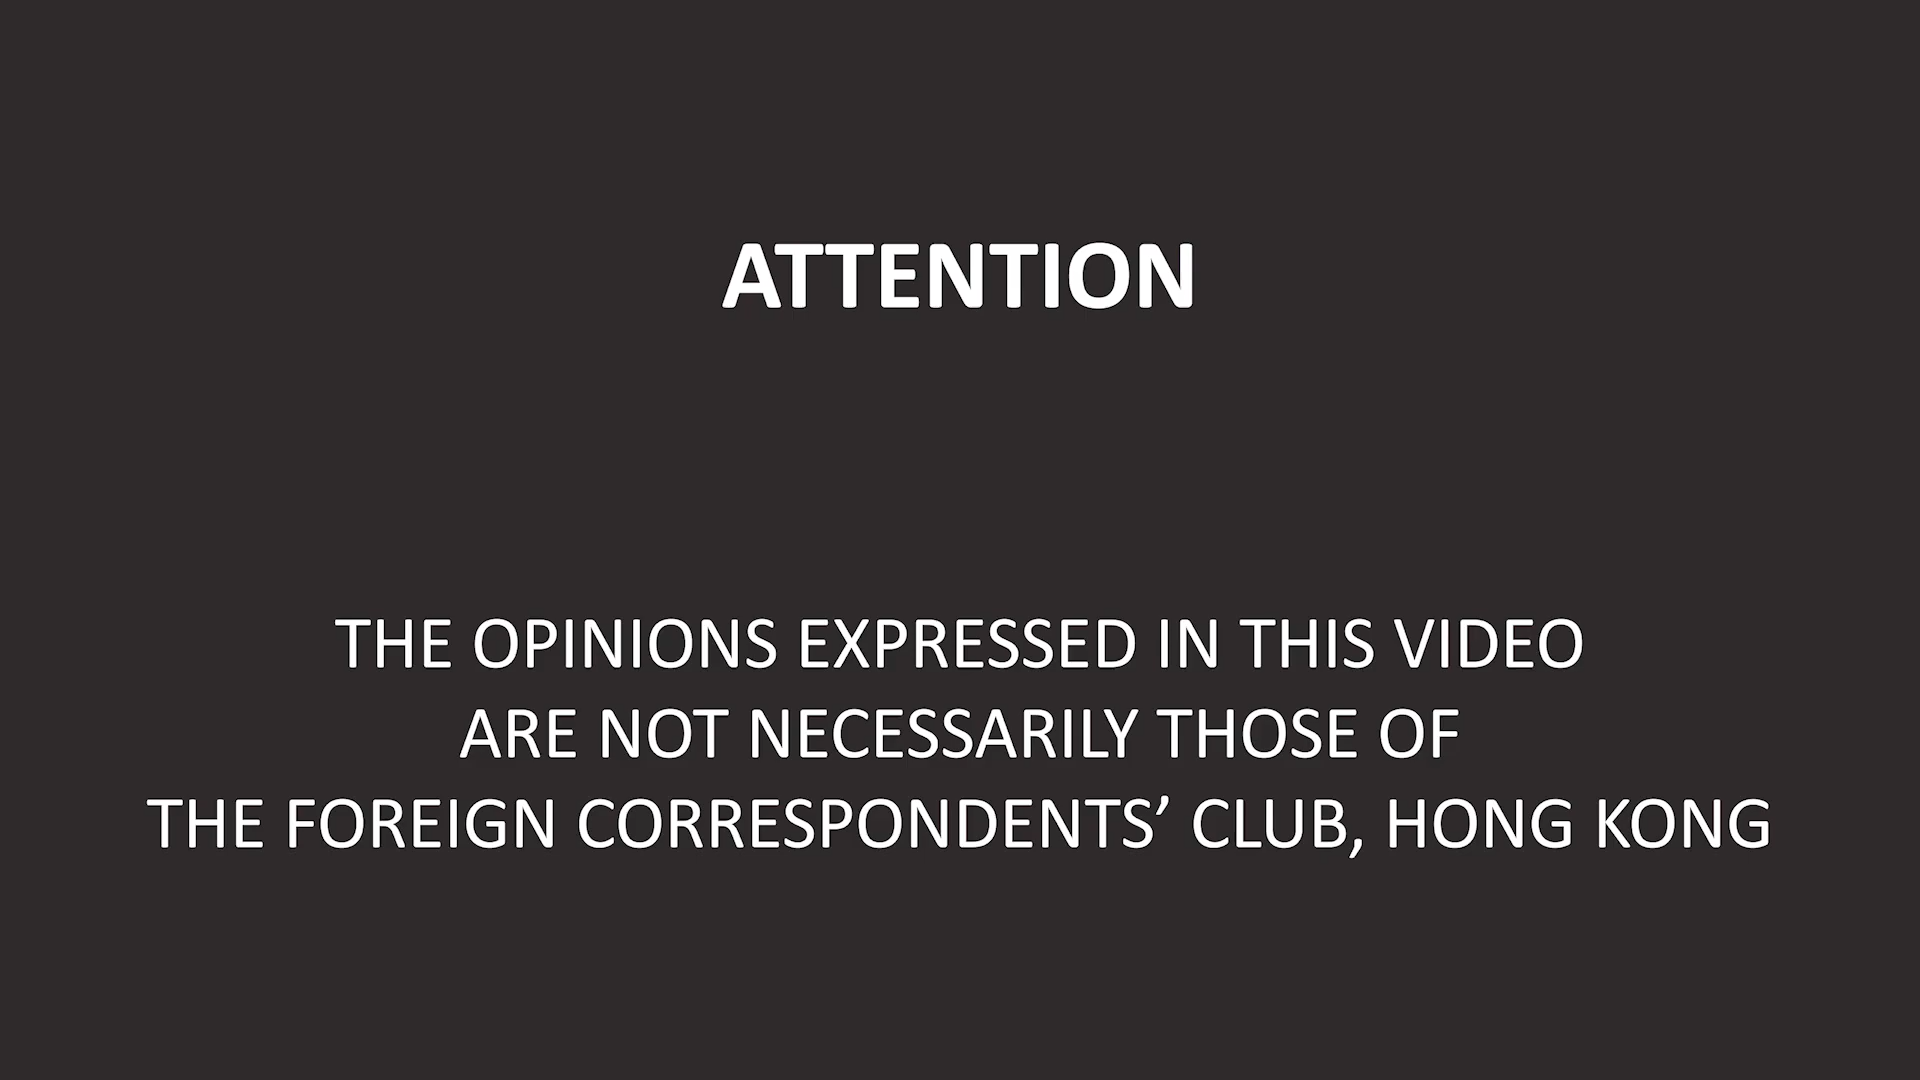 ATTENTION
THE OPINIONS EXPRESSED IN THIS VIDEO
ARE NOT NECESSARILY THOSE OF
THE FOREIGN CORRESPONDENTS’ CLUB, HONG KONG